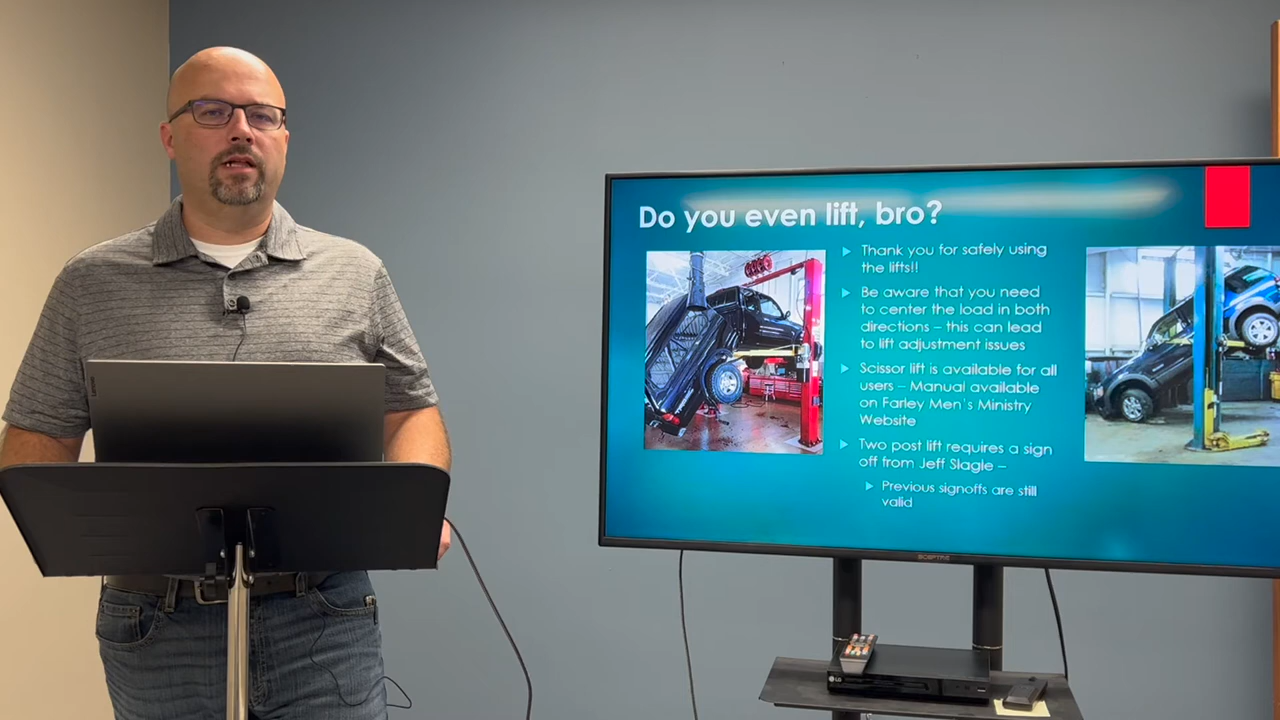 Do you even lift, bro?
Thank you for safely using
the lifts!!
Be aware that you need
to center the load in both
directions – this can lead
to lift adjustment issues
Scissor lift is available for all
users – Manual available
on Farley Men's Ministry
Website
Two post lift requires a sign
off from Jeff Slagle –
Previous signoffs are still
valid
Lenovo
SCEPTRE
LG